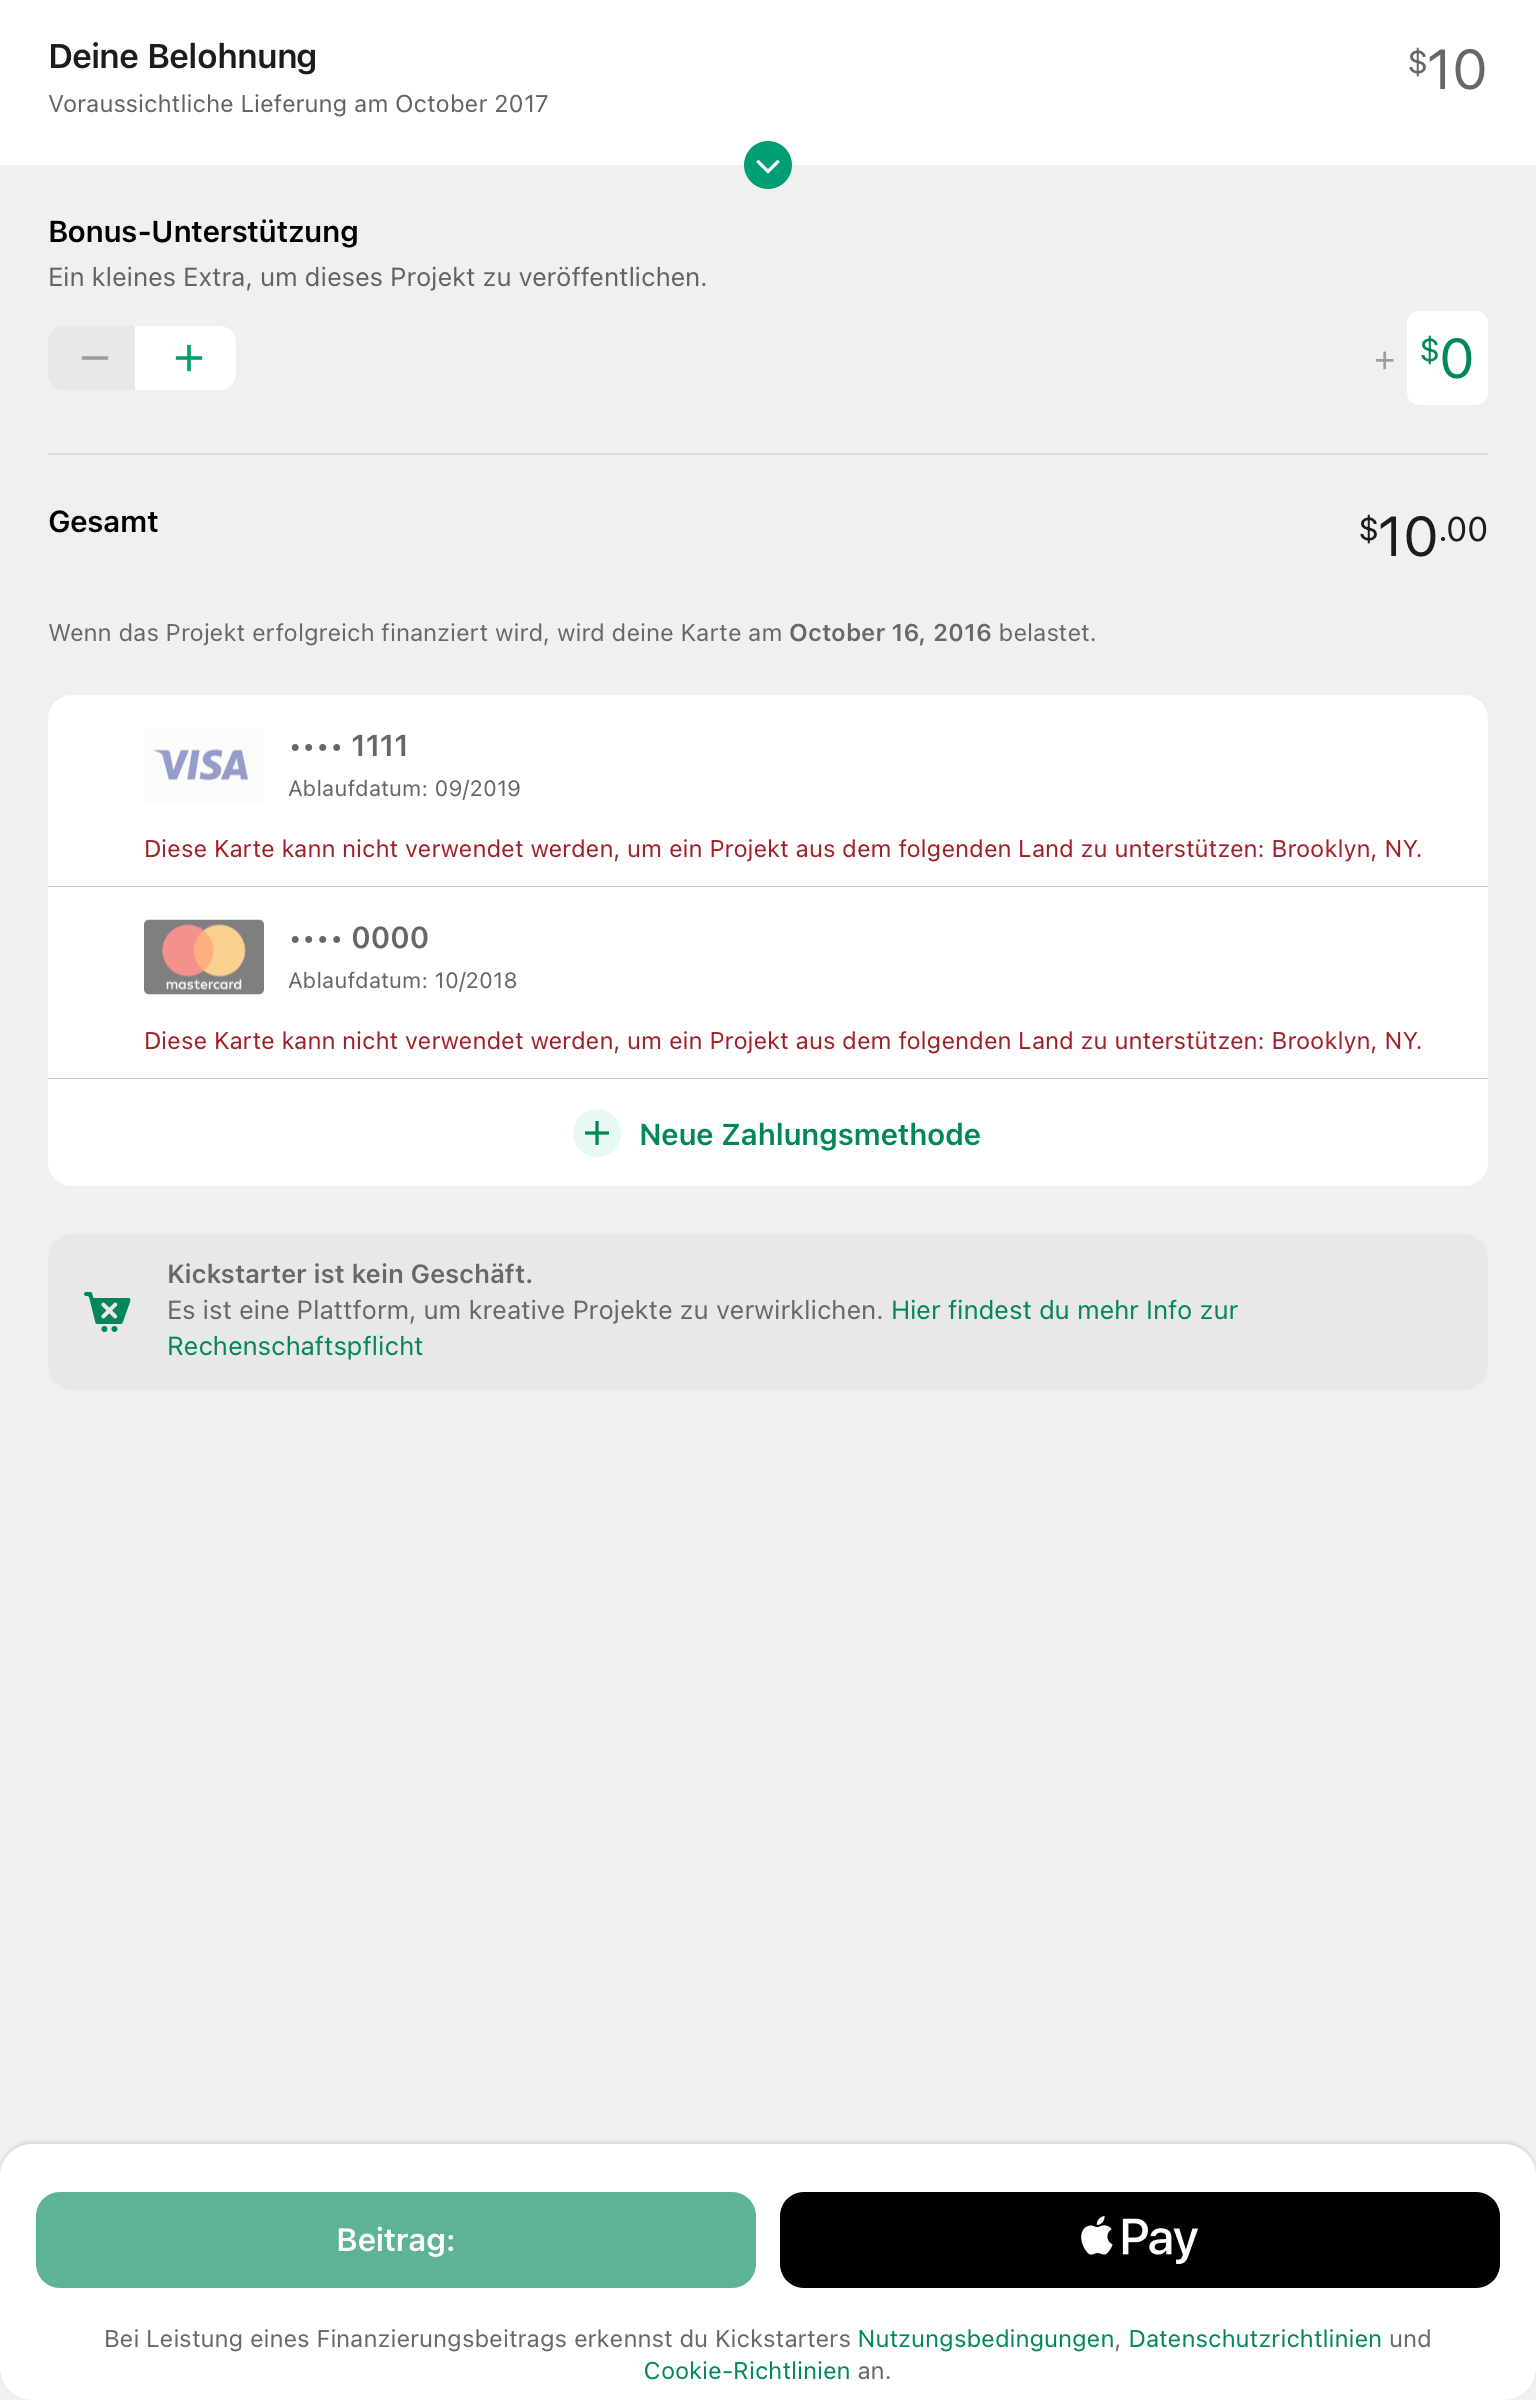 Deine Belohnung
$10
Voraussichtliche Lieferung am October 2017
Bonus-Unterstützung
Ein kleines Extra, um dieses Projekt zu veröffentlichen.
− +
+ $0
Gesamt
$10.00
Wenn das Projekt erfolgreich finanziert wird, wird deine Karte am October 16, 2016 belastet.
VISA
•••• 1111
Ablaufdatum: 09/2019
Diese Karte kann nicht verwendet werden, um ein Projekt aus dem folgenden Land zu unterstützen: Brooklyn, NY.
mastercard
•••• 0000
Ablaufdatum: 10/2018
Diese Karte kann nicht verwendet werden, um ein Projekt aus dem folgenden Land zu unterstützen: Brooklyn, NY.
+ Neue Zahlungsmethode
Kickstarter ist kein Geschäft.
Es ist eine Plattform, um kreative Projekte zu verwirklichen. Hier findest du mehr Info zur
Rechenschaftspflicht
Beitrag:
Pay
Bei Leistung eines Finanzierungsbeitrags erkennst du Kickstarters Nutzungsbedingungen, Datenschutzrichtlinien und
Cookie-Richtlinien an.